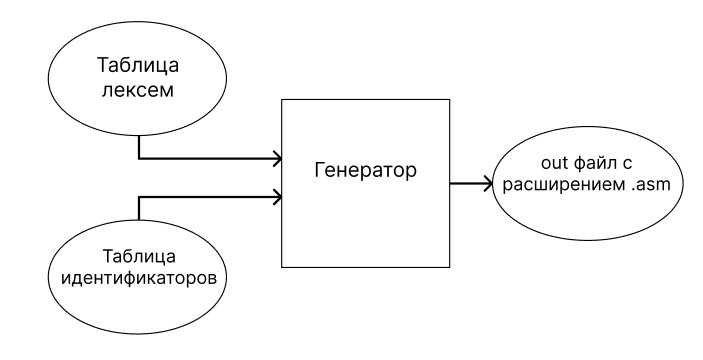 Таблица
лексем
Генератор
out файл с
расширением .asm
Таблица
идентификаторов